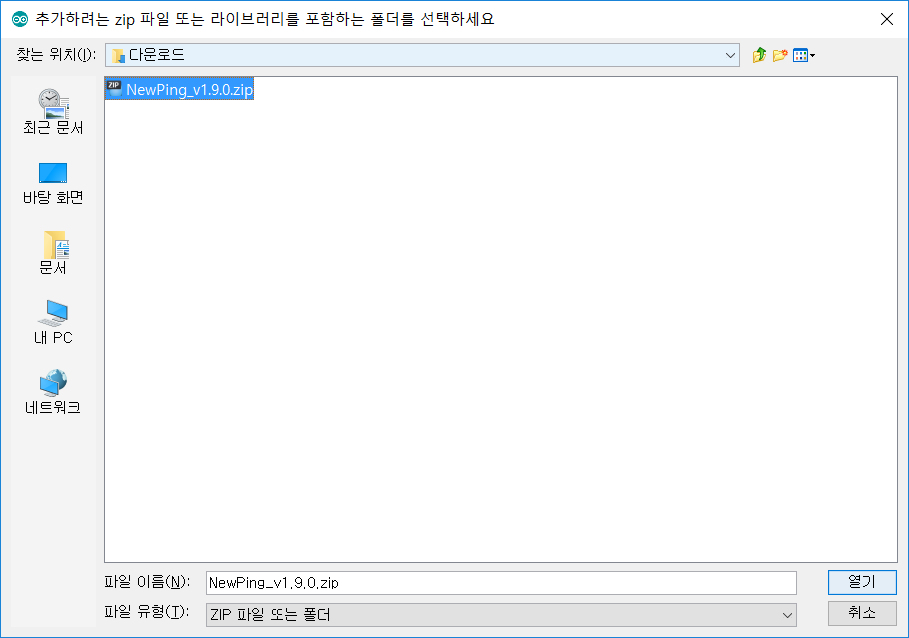 추가하려는 zip 파일 또는 라이브러리를 포함하는 폴더를 선택하세요
찾는 위치(I):
다운로드
ZIP
NewPing_v1.9.0.zip
최근 문서
바탕 화면
문서
내 PC
네트워크
파일 이름(N):
NewPing_v1.9.0.zip
열기
파일 유형(T):
ZIP 파일 또는 폴더
취소